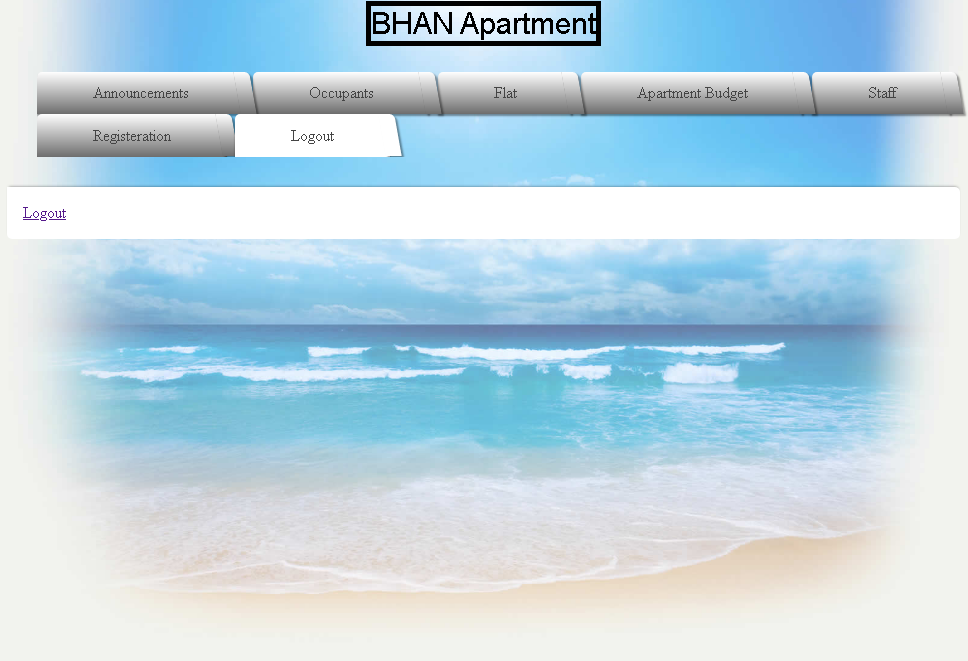 BHAN Apartment
Announcements Occupants Flat Apartment Budget Staff
Registeration Logout
Logout